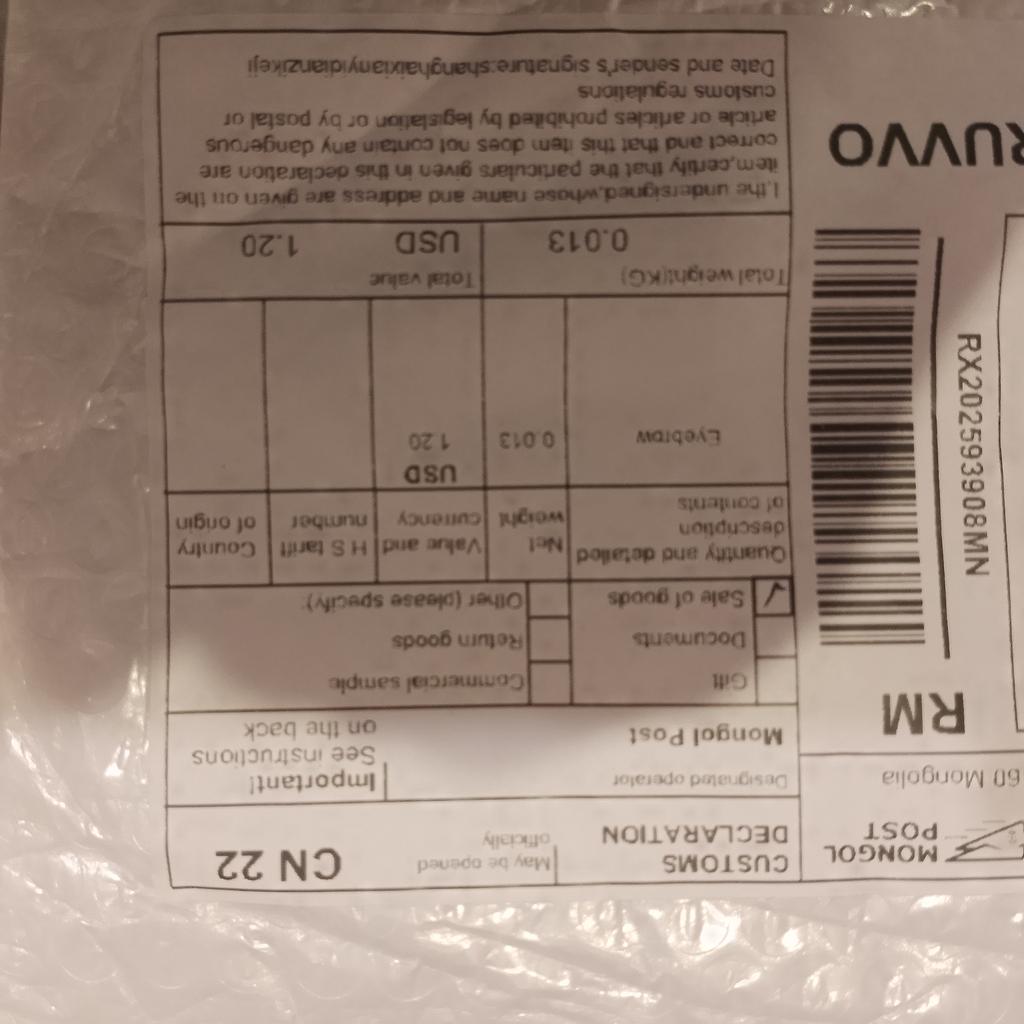 MONGOL
POST
60 Mongolia
RM
RX202593908MN
RUVVO
CUSTOMS
DECLARATION
May be opened
officially
CN 22
Designated operator
Mongol Post
Important!
See instructions
on the back
Gift
Commercial sample
Documents
Return goods
Sale of goods
Other (please specify):
Quantity and detailed
description
of contents
Net
weight
Value and
currency
H S tariff
number
Country
of origin
USD
Eyebrow 0.013 1.20
Total weight(KG) Total value
0.013 USD 1.20
I,the undersigned,whose name and address are given on the
item,certify that the particulars given in this declaration are
correct and that this item does not contain any dangerous
article or articles prohibited by legislation or by postal or
customs regulations
Date and sender's signature:shanghaixianyidianzikeji